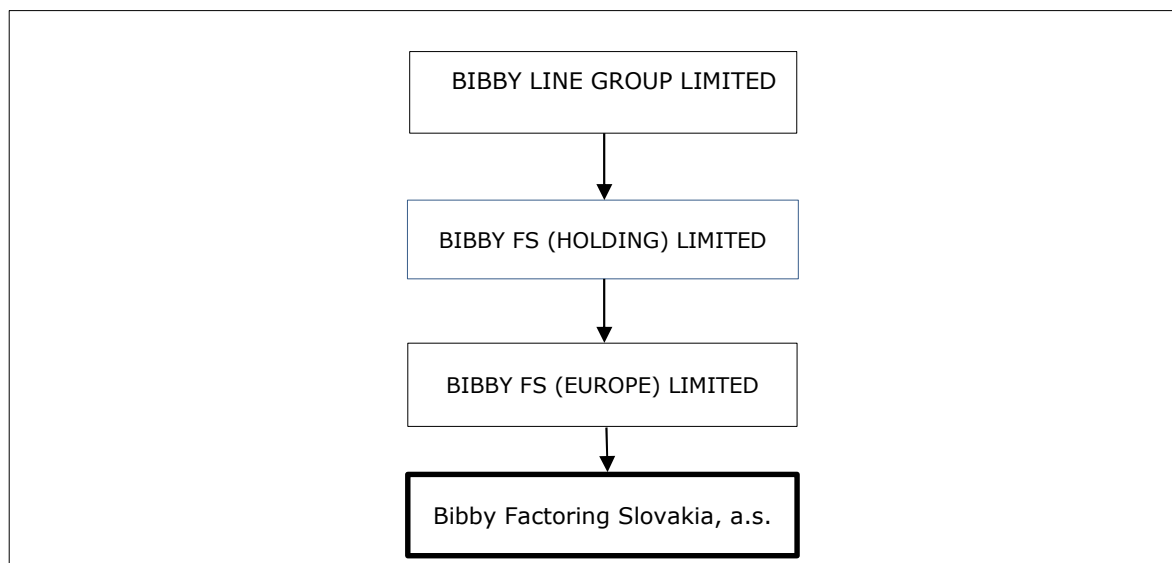 BIBBY LINE GROUP LIMITED
BIBBY FS (HOLDING) LIMITED
BIBBY FS (EUROPE) LIMITED
Bibby Factoring Slovakia, a.s.